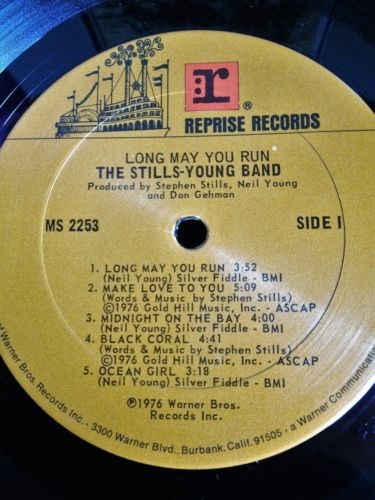 r
®
REPRISE RECORDS
LONG MAY YOU RUN
THE STILLS-YOUNG BAND
Produced by Stephen Stills, Neil Young
and Don Gehman
MS 2253
SIDE I
1. LONG MAY YOU RUN 3:52
(Neil Young) Silver Fiddle - BMI
2. MAKE LOVE TO YOU 5:09
(Words & Music by Stephen Stills)
©1976 Gold Hill Music, Inc. - ASCAP
3. MIDNIGHT ON THE BAY 4:00
(Neil Young) Silver Fiddle - BMI
4. BLACK CORAL 4:41
(Words & Music by Stephen Stills)
©1976 Gold Hill Music, Inc. - ASCAP
5. OCEAN GIRL 3:18
(Neil Young) Silver Fiddle - BMI
℗1976 Warner Bros.
Records Inc.
of Warner Bros. Records Inc. · 3300 Warner Blvd., Burbank, Calif. 91505 · a Warner Communica